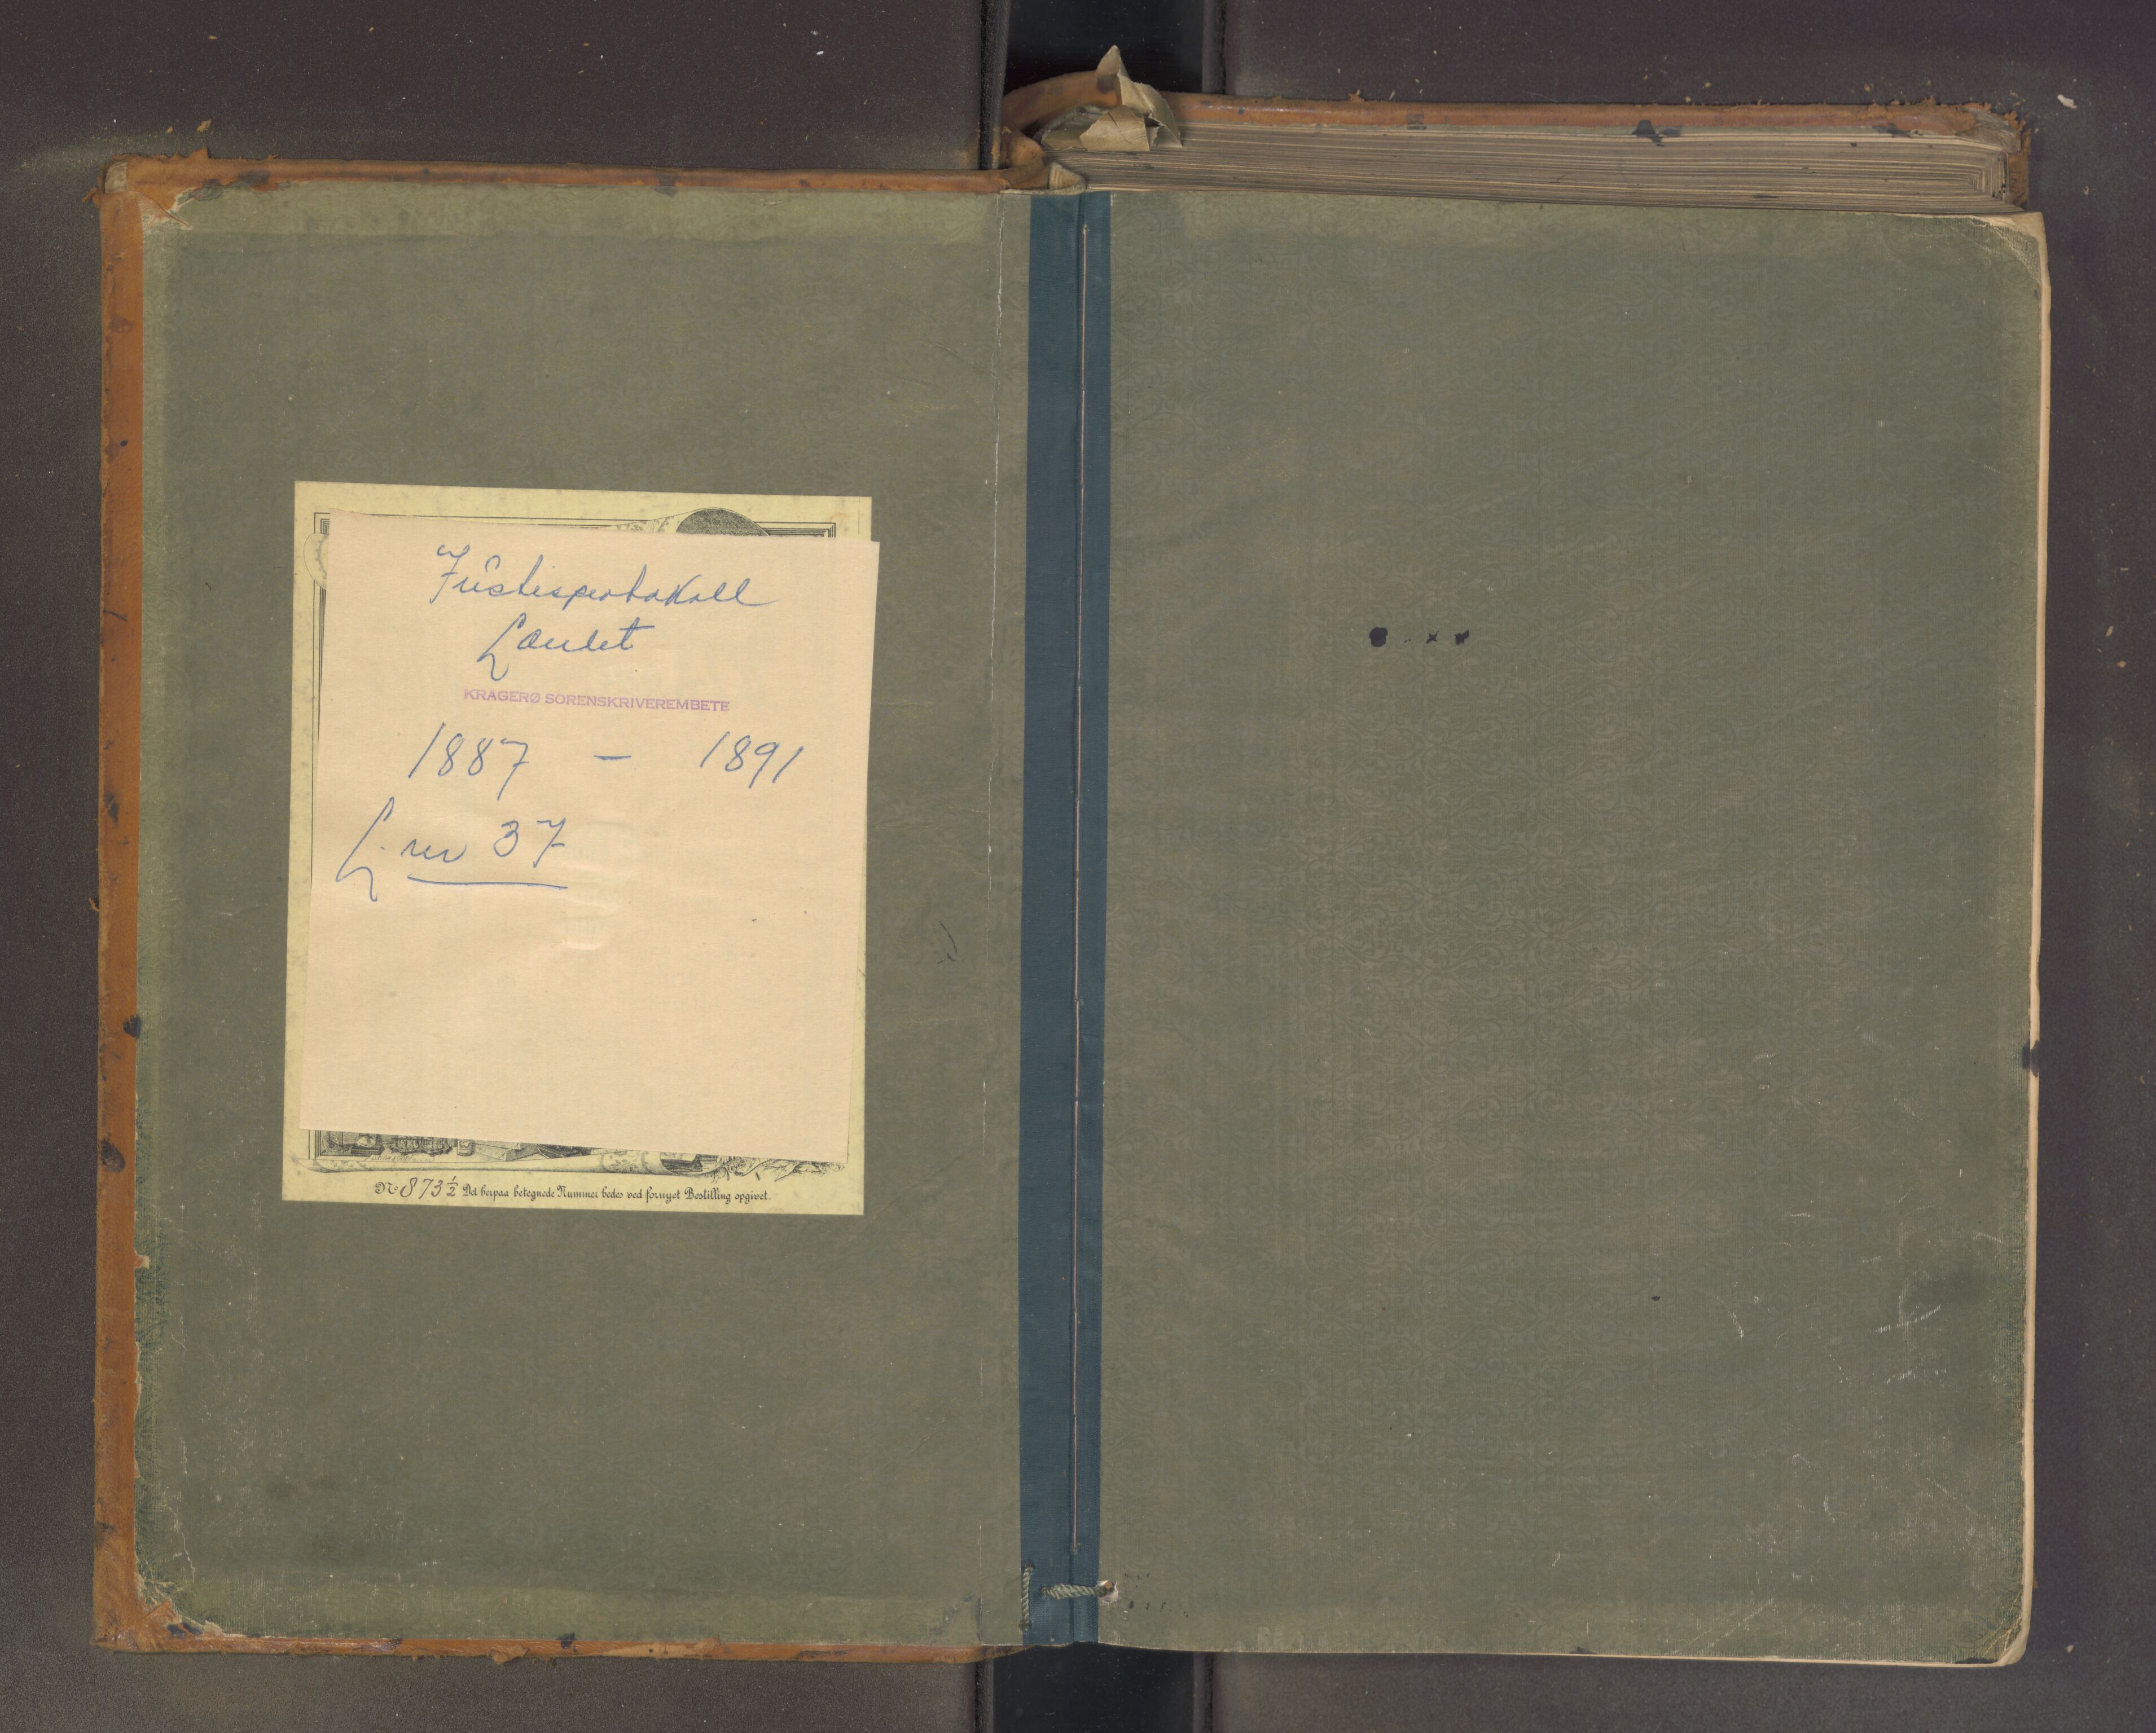 Justisprotokoll
Landet
KRAGERØ SORENSKRIVEREMBETE
1887 - 1891
L. nr 37
No 873½ Det herpaa betegnede Nummer bedes ved fornyet Bestilling opgivet.